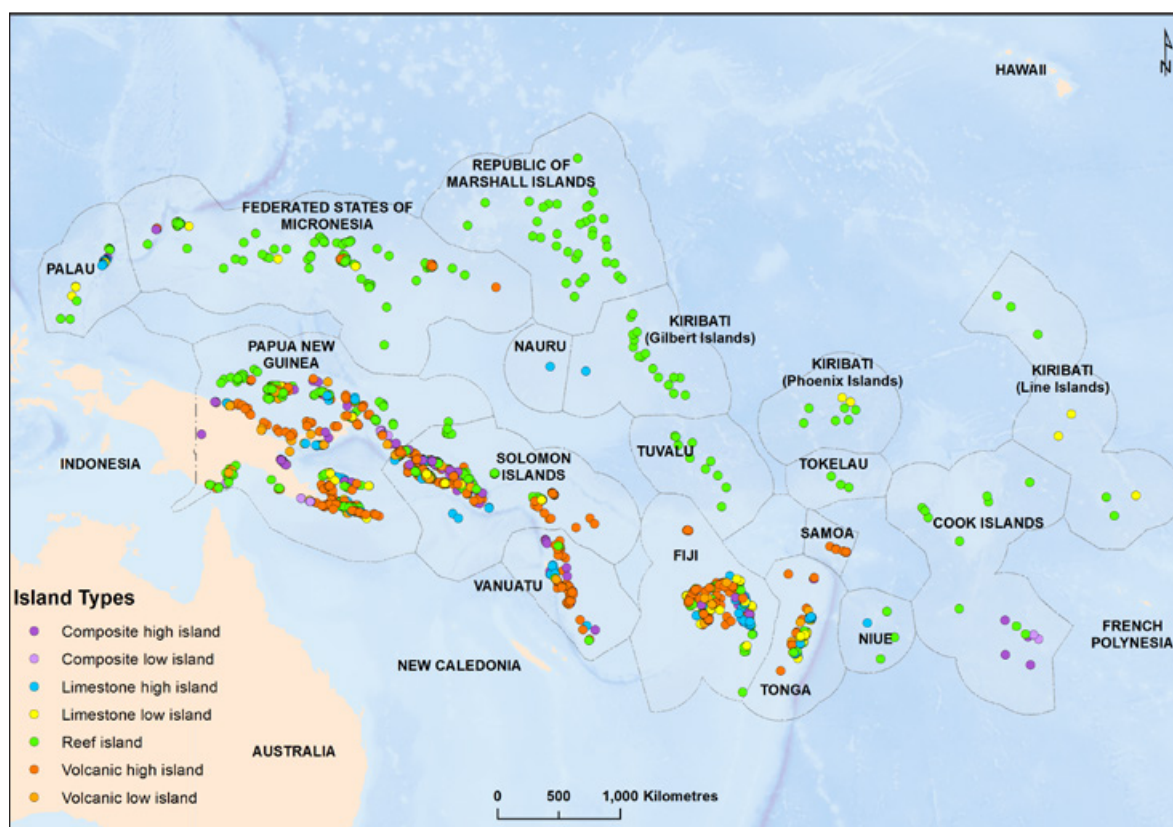 HAWAII
REPUBLIC OF
MARSHALL ISLANDS
FEDERATED STATES OF
MICRONESIA
PALAU
PAPUA NEW
GUINEA
NAURU
KIRIBATI
(Gilbert Islands)
KIRIBATI
(Phoenix Islands)
KIRIBATI
(Line Islands)
INDONESIA
SOLOMON
ISLANDS
TUVALU
TOKELAU
COOK ISLANDS
SAMOA
FIJI
VANUATU
NIUE
FRENCH
POLYNESIA
NEW CALEDONIA
TONGA
AUSTRALIA
Island Types
Composite high island
Composite low island
Limestone high island
Limestone low island
Reef island
Volcanic high island
Volcanic low island
0 500 1,000 Kilometres
N